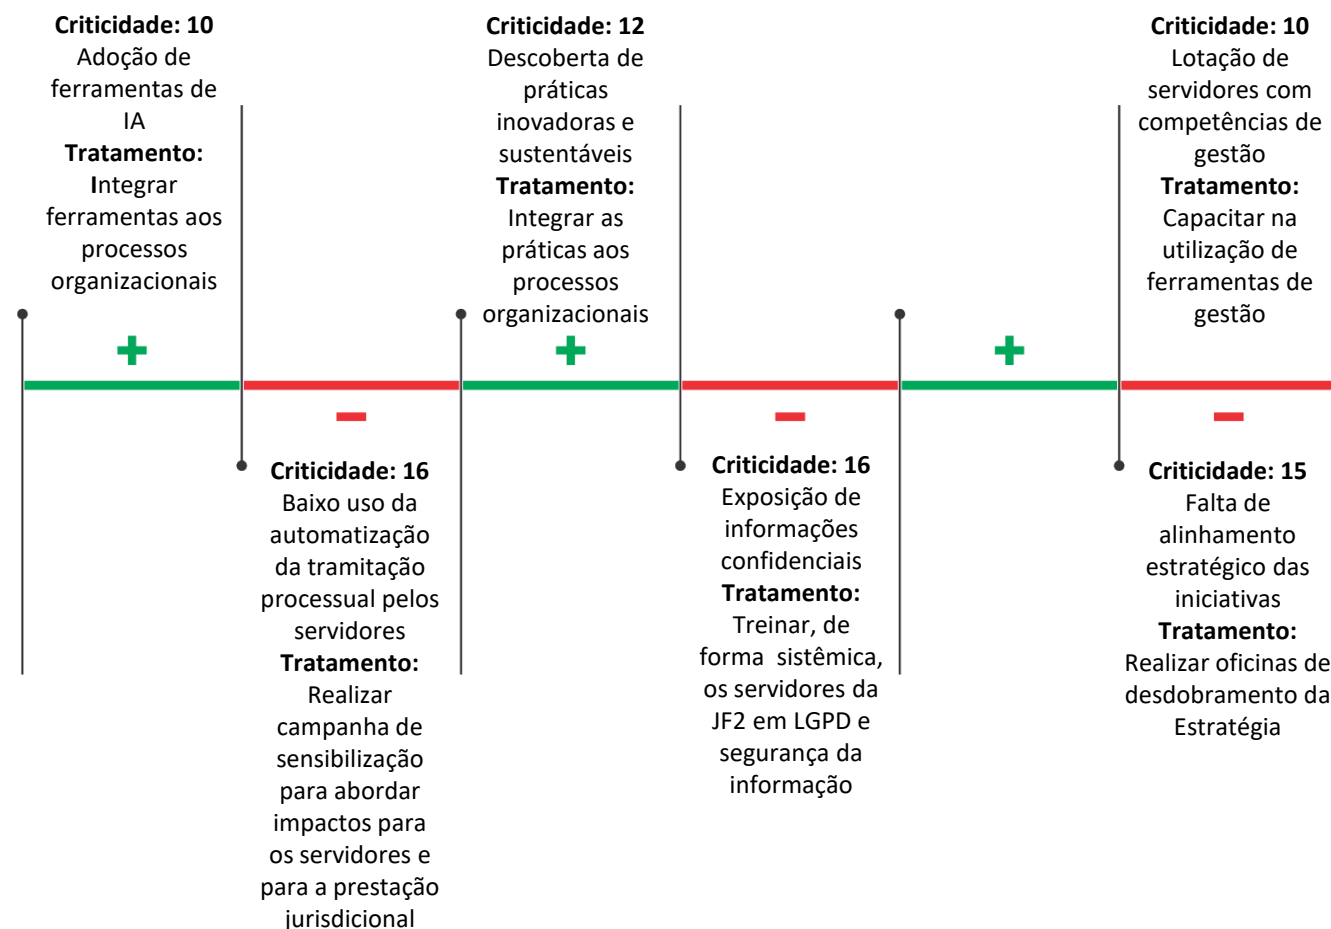 Criticidade: 10
Adoção de
ferramentas de
IA
Tratamento:
Integrar
ferramentas aos
processos
organizacionais
+
Criticidade: 16
Baixo uso da
automatização
da tramitação
processual pelos
servidores
Tratamento:
Realizar
campanha de
sensibilização
para abordar
impactos para
os servidores e
para a prestação
jurisdicional
Criticidade: 12
Descoberta de
práticas
inovadoras e
sustentáveis
Tratamento:
Integrar as
práticas aos
processos
organizacionais
+
Criticidade: 16
Exposição de
informações
confidenciais
Tratamento:
Treinar, de
forma sistêmica,
os servidores da
JF2 em LGPD e
segurança da
informação
Criticidade: 10
Lotação de
servidores com
competências de
gestão
Tratamento:
Capacitar na
utilização de
ferramentas de
gestão
+
Criticidade: 15
Falta de
alinhamento
estratégico das
iniciativas
Tratamento:
Realizar oficinas de
desdobramento da
Estratégia